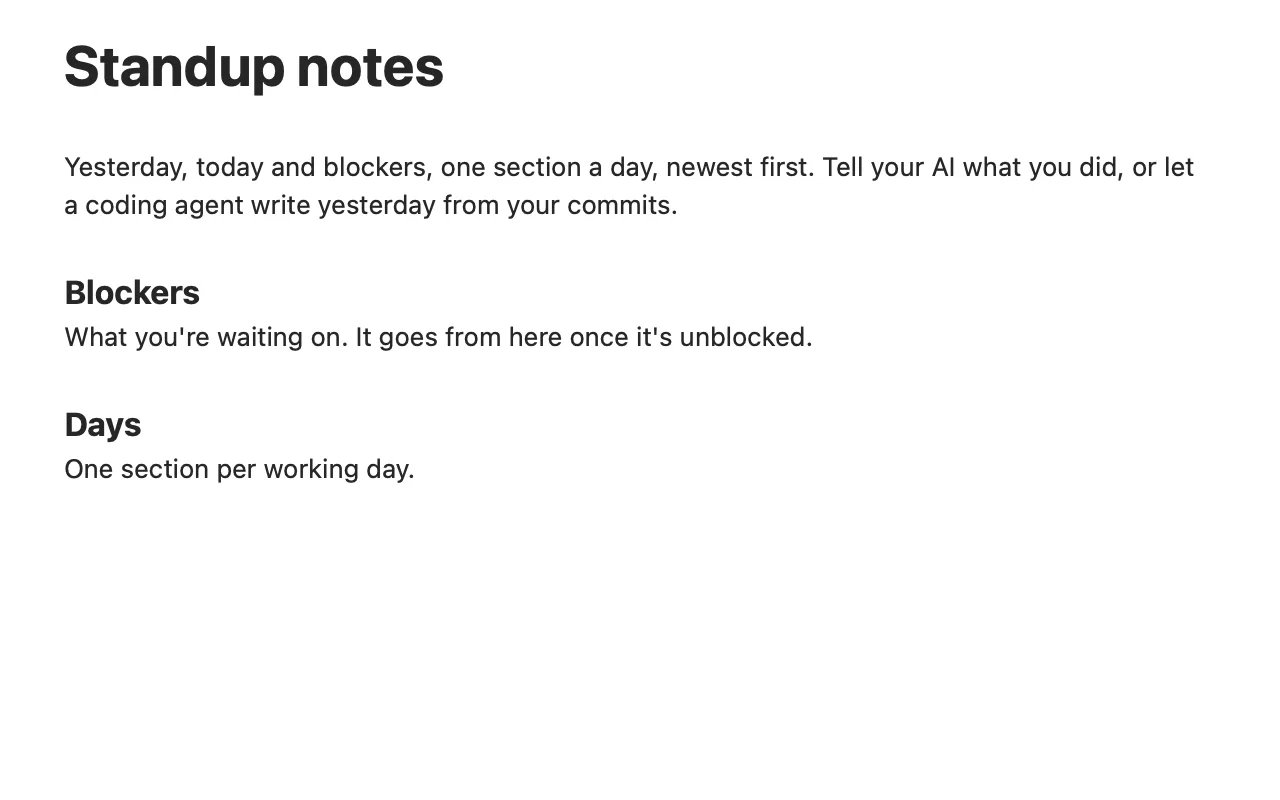 Standup notes
Yesterday, today and blockers, one section a day, newest first. Tell your AI what you did, or let
a coding agent write yesterday from your commits.
Blockers
What you're waiting on. It goes from here once it's unblocked.
Days
One section per working day.